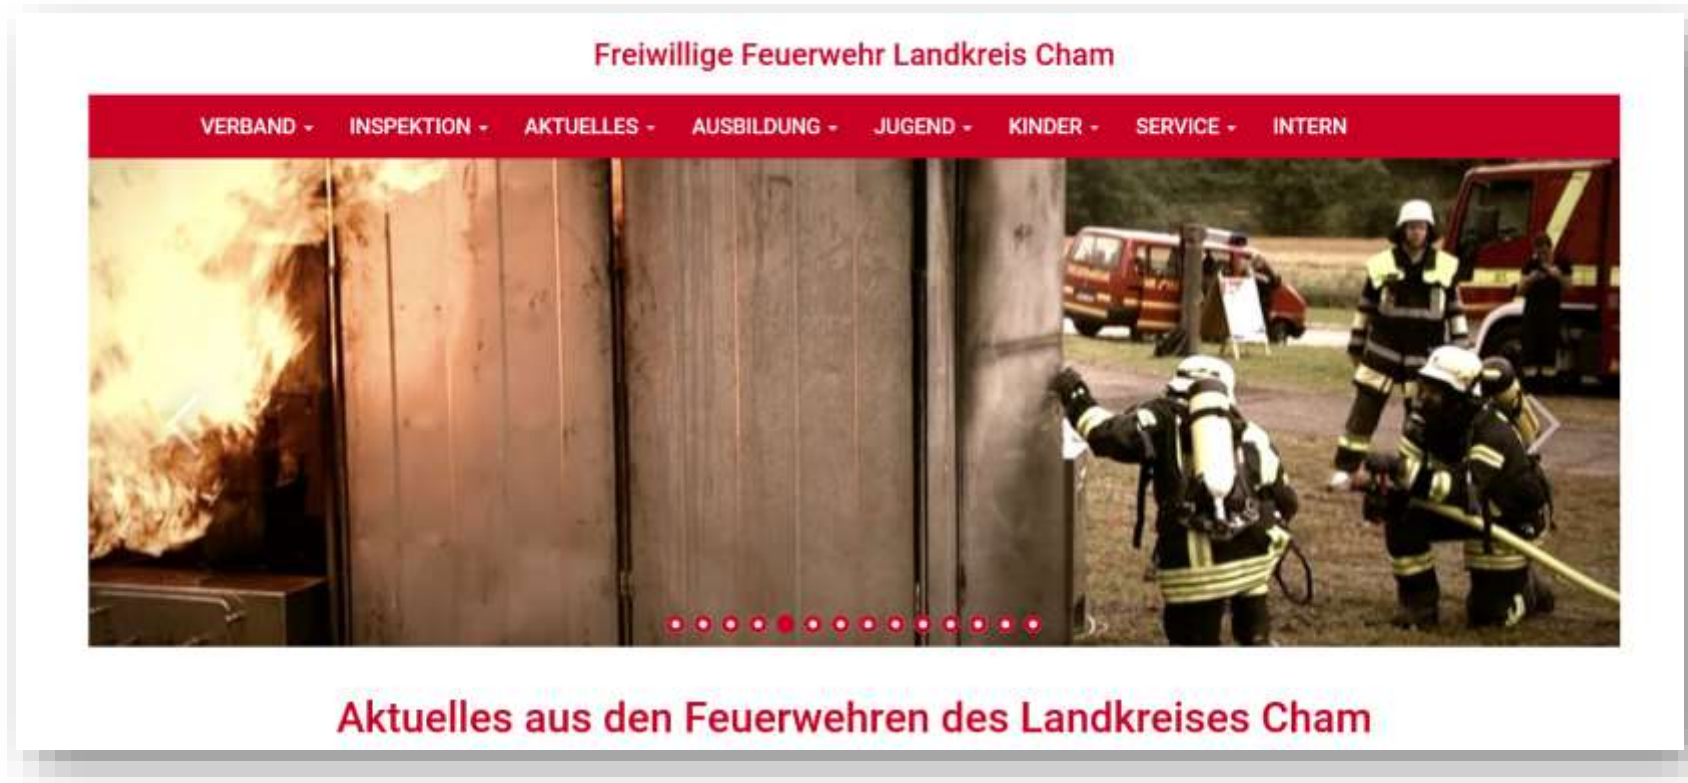 Freiwillige Feuerwehr Landkreis Cham
VERBAND INSPEKTION AKTUELLES AUSBILDUNG JUGEND KINDER SERVICE INTERN
Aktuelles aus den Feuerwehren des Landkreises Cham